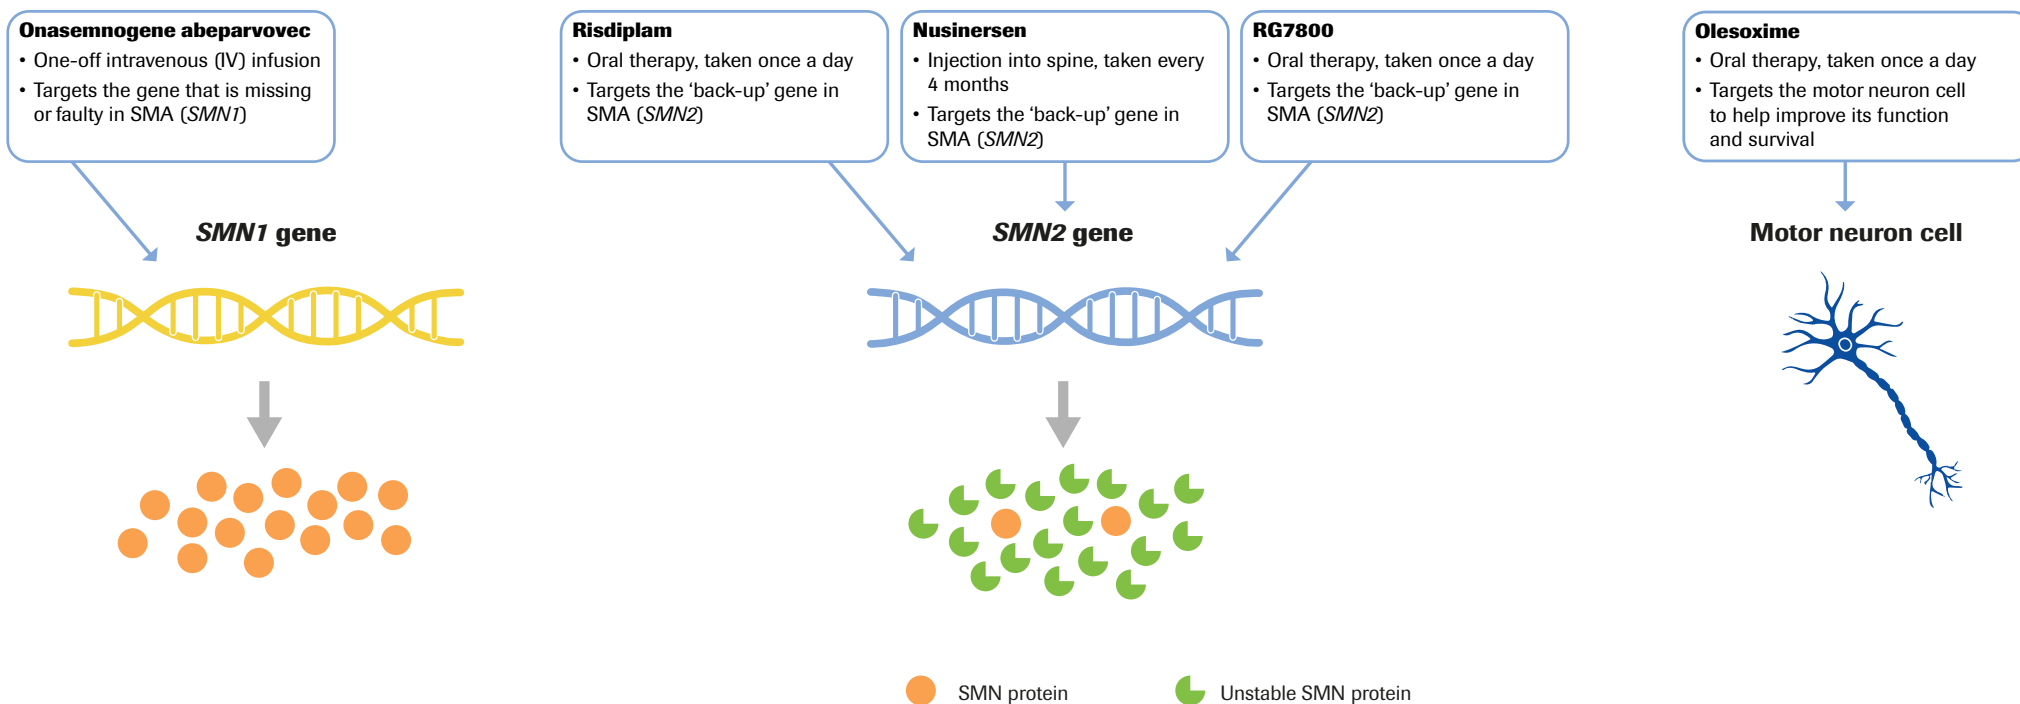 Onasemnogene abeparvovec
• One-off intravenous (IV) infusion
• Targets the gene that is missing
or faulty in SMA (SMN1)
Risdiplam
• Oral therapy, taken once a day
• Targets the ‘back-up’ gene in
SMA (SMN2)
Nusinersen
• Injection into spine, taken every
4 months
• Targets the ‘back-up’ gene in
SMA (SMN2)
RG7800
• Oral therapy, taken once a day
• Targets the ‘back-up’ gene in
SMA (SMN2)
Olesoxime
• Oral therapy, taken once a day
• Targets the motor neuron cell
to help improve its function
and survival
SMN1 gene
SMN2 gene
Motor neuron cell
SMN protein
Unstable SMN protein